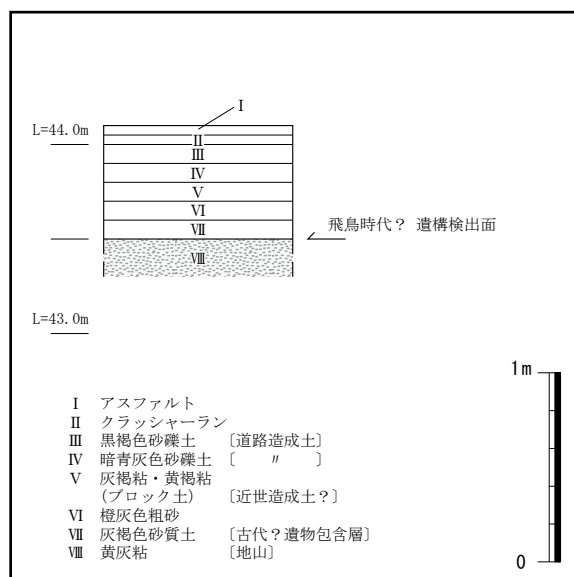 Ⅰ
L=44.0m
Ⅱ
Ⅲ
Ⅳ
Ⅴ
Ⅵ
Ⅶ
飛鳥時代？ 遺構検出面
Ⅷ
L=43.0m
1m
0
Ⅰ アスファルト
Ⅱ クラッシャーラン
Ⅲ 黒褐色砂礫土 〔道路造成土〕
Ⅳ 暗青灰色砂礫土 〔 〃 〕
Ⅴ 灰褐粘・黄褐粘
(ブロック土) 〔近世造成土？〕
Ⅵ 橙灰色粗砂
Ⅶ 灰褐色砂質土 〔古代？遺物包含層〕
Ⅷ 黄灰粘 〔地山〕